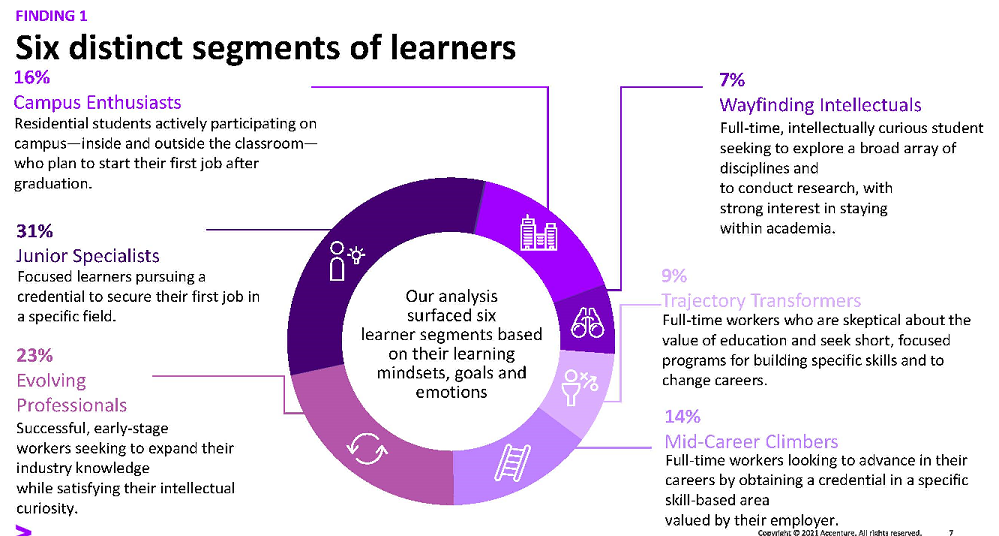 FINDING 1
Six distinct segments of learners
16%
Campus Enthusiasts
Residential students actively participating on
campus—inside and outside the classroom—
who plan to start their first job after
graduation.
31%
Junior Specialists
Focused learners pursuing a
credential to secure their first job in
a specific field.
23%
Evolving
Professionals
Successful, early-stage
workers seeking to expand their
industry knowledge
while satisfying their intellectual
curiosity.
Our analysis
surfaced six
learner segments based
on their learning
mindsets, goals and
emotions
7%
Wayfinding Intellectuals
Full-time, intellectually curious student
seeking to explore a broad array of
disciplines and
to conduct research, with
strong interest in staying
within academia.
9%
Trajectory Transformers
Full-time workers who are skeptical about the
value of education and seek short, focused
programs for building specific skills and to
change careers.
14%
Mid-Career Climbers
Full-time workers looking to advance in their
careers by obtaining a credential in a specific
skill-based area
valued by their employer.
Copyright © 2021 Accenture. All rights reserved. 7